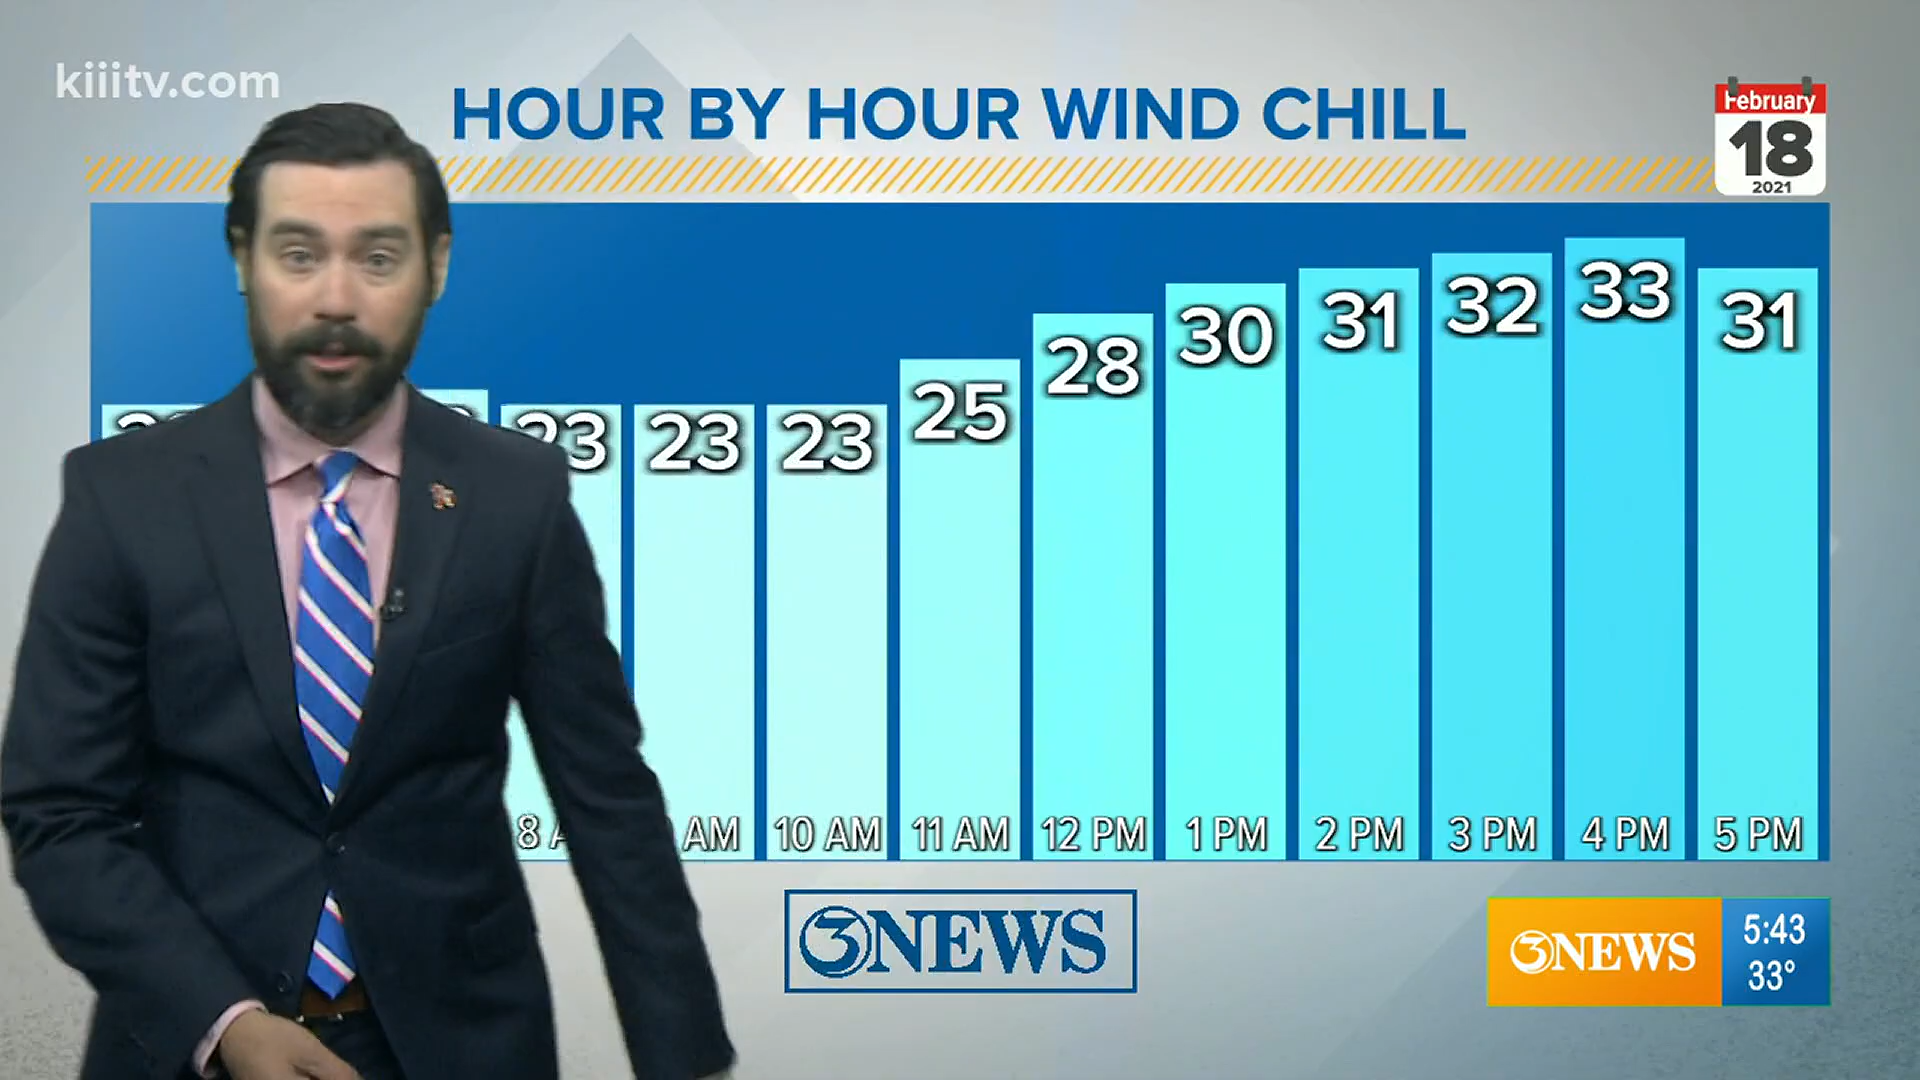 kiiitv.com
HOUR BY HOUR WIND CHILL
February
18
2021
23 23 23 25 28 30 31 32 33 31
8 AM 10 AM 11 AM 12 PM 1 PM 2 PM 3 PM 4 PM 5 PM
3NEWS
3NEWS
5:43
33°